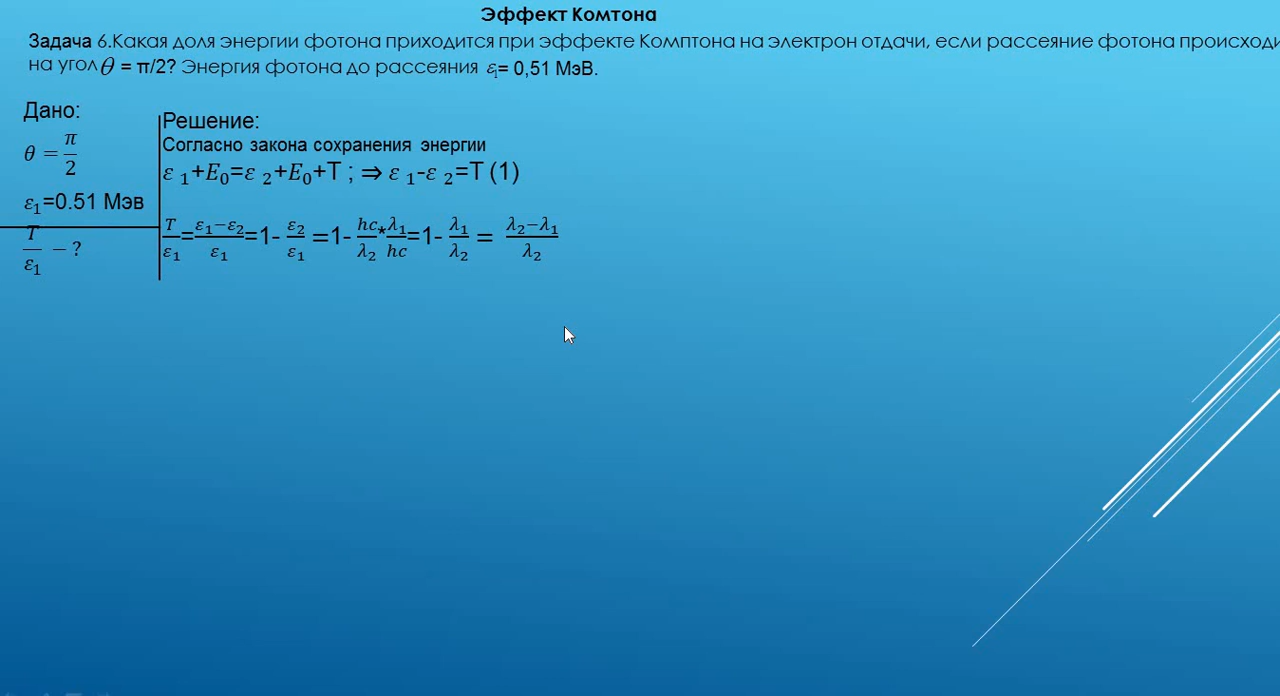 Эффект Комтона
Задача 6.Какая доля энергии фотона приходится при эффекте Комптона на электрон отдачи, если рассеяние фотона происходи
на угол θ = π/2? Энергия фотона до рассеяния ε₁= 0,51 МэВ.
Дано:
θ = π/2
ε₁=0.51 Мэв
T/ε₁ − ?
Решение:
Согласно закона сохранения энергии
ε ₁+E₀=ε ₂+E₀+T ; ⇒ ε ₁-ε ₂=T (1)
T/ε₁=(ε₁−ε₂)/ε₁=1- ε₂/ε₁ =1- hc/λ₂*λ₁/hc=1- λ₁/λ₂ = (λ₂−λ₁)/λ₂